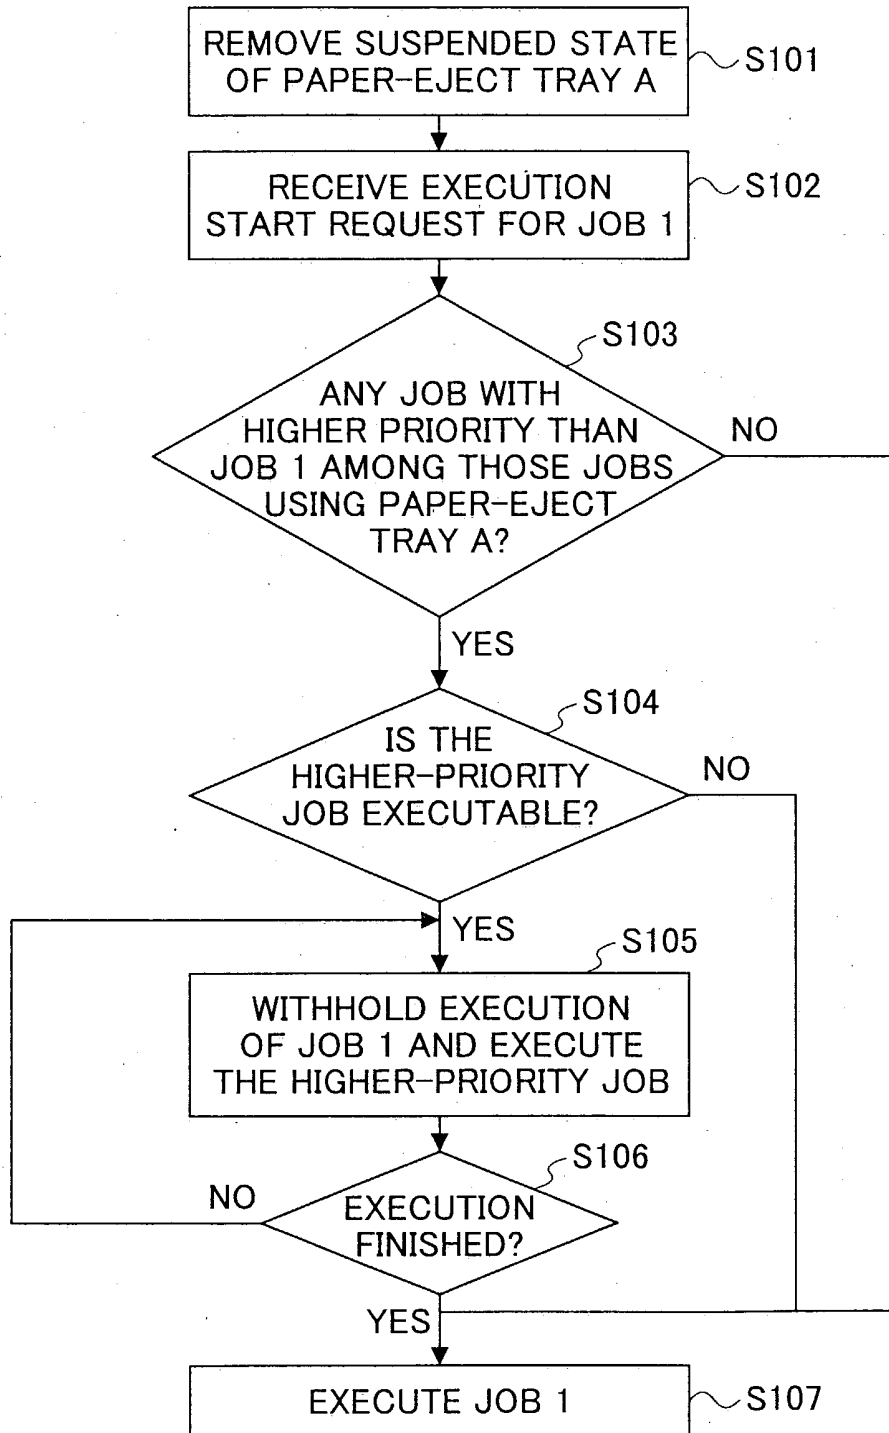 REMOVE SUSPENDED STATE
OF PAPER-EJECT TRAY A
S101
RECEIVE EXECUTION
START REQUEST FOR JOB 1
S102
S103
ANY JOB WITH
HIGHER PRIORITY THAN
JOB 1 AMONG THOSE JOBS
USING PAPER-EJECT
TRAY A?
NO
YES
S104
IS THE
HIGHER-PRIORITY
JOB EXECUTABLE?
NO
YES
S105
WITHHOLD EXECUTION
OF JOB 1 AND EXECUTE
THE HIGHER-PRIORITY JOB
S106
NO
EXECUTION
FINISHED?
YES
EXECUTE JOB 1
S107